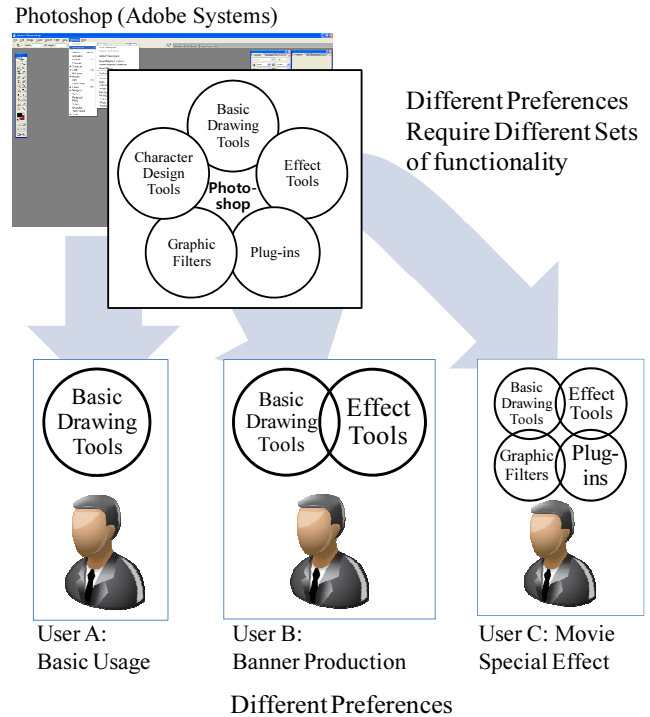 Photoshop (Adobe Systems)
Basic
Drawing
Tools
Character
Design
Tools
Effect
Tools
Photo-
shop
Graphic
Filters
Plug-ins
Different Preferences
Require Different Sets
of functionality
Basic
Drawing
Tools
Basic
Drawing
Tools
Effect
Tools
Basic
Drawing
Tools
Effect
Tools
Graphic
Filters
Plug-
ins
User A:
Basic Usage
User B:
Banner Production
User C: Movie
Special Effect
Different Preferences